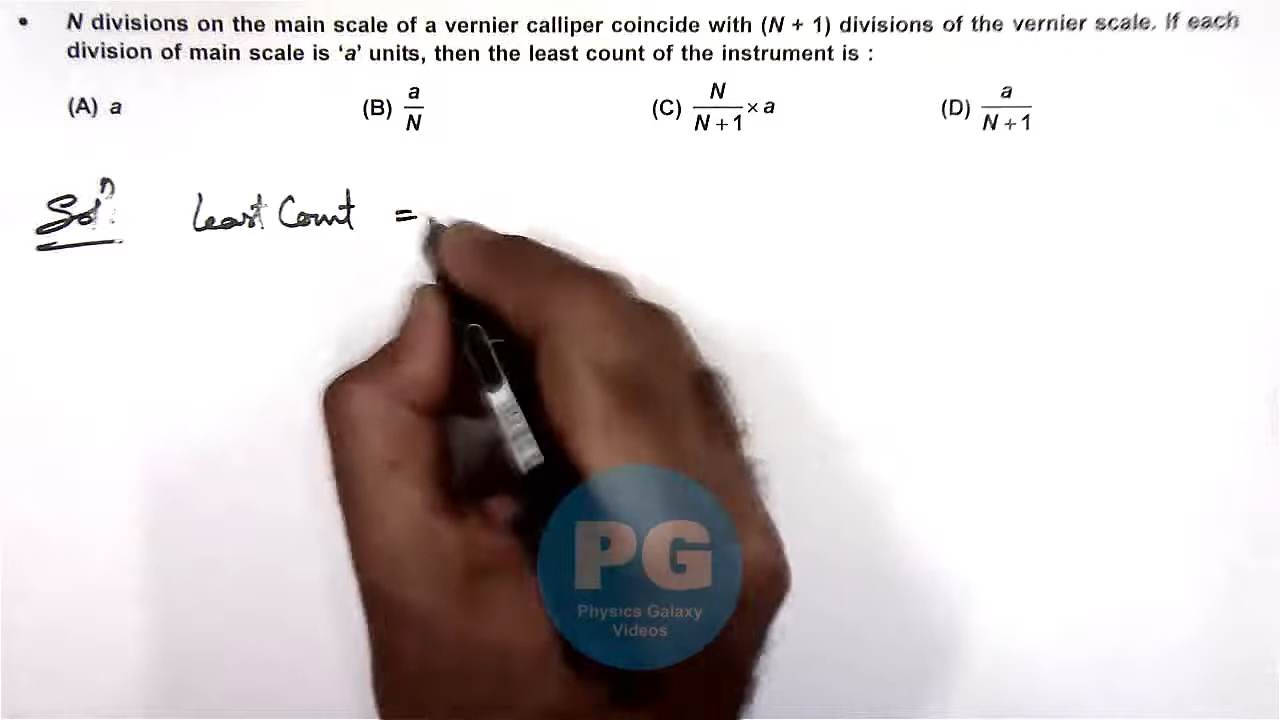 • N divisions on the main scale of a vernier calliper coincide with (N + 1) divisions of the vernier scale. If each
division of main scale is ‘a’ units, then the least count of the instrument is :
(A) a (B) a/N (C) N/(N + 1) × a (D) a/(N + 1)
Solⁿ. Least Count =
PG
Physics Galaxy
Videos